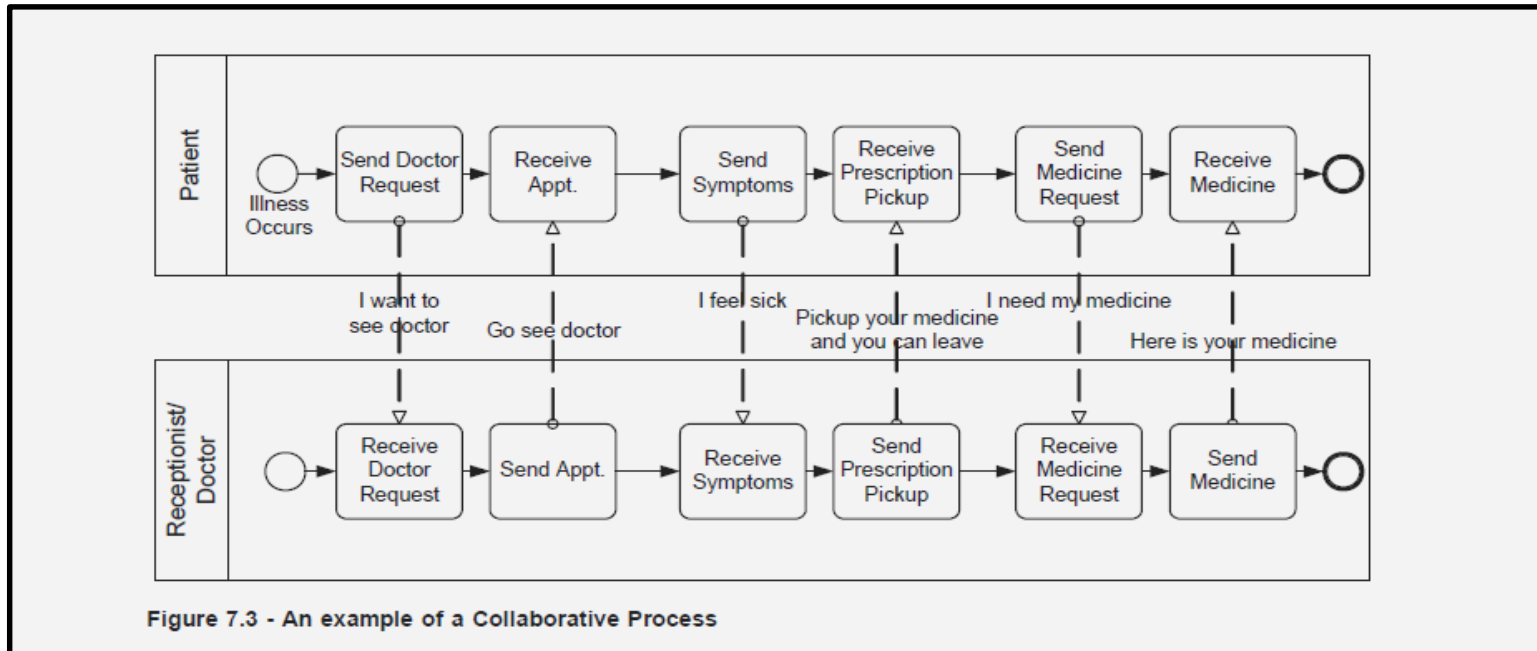 Patient
Illness
Occurs
Send Doctor
Request
Receive
Appt.
Send
Symptoms
Receive
Prescription
Pickup
Send
Medicine
Request
Receive
Medicine
I want to
see doctor
Go see doctor
I feel sick
Pickup your medicine
and you can leave
I need my medicine
Here is your medicine
Receptionist/
Doctor
Receive
Doctor
Request
Send Appt.
Receive
Symptoms
Send
Prescription
Pickup
Receive
Medicine
Request
Send
Medicine
Figure 7.3 - An example of a Collaborative Process